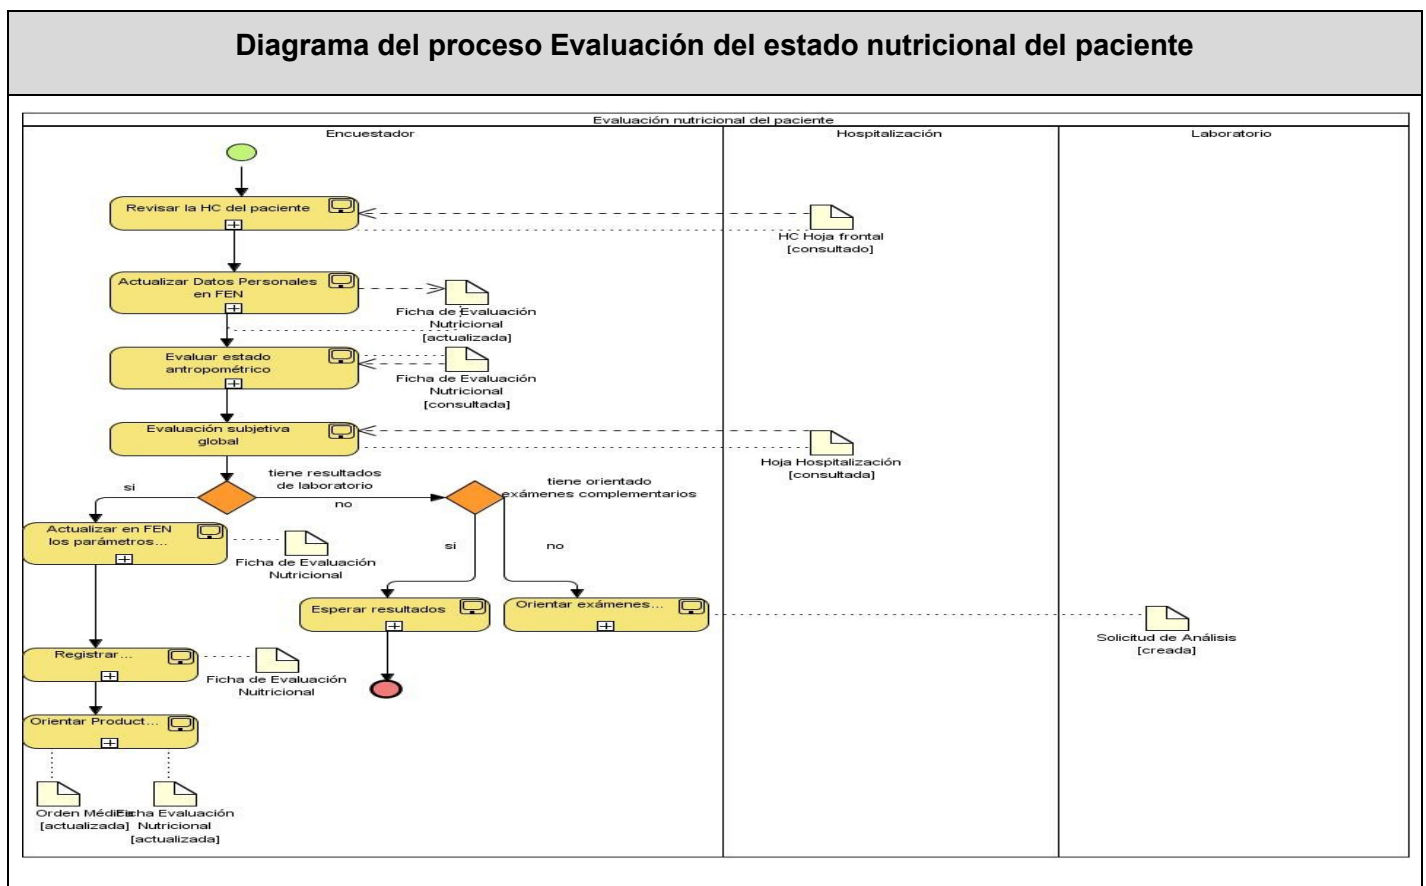 Diagrama del proceso Evaluación del estado nutricional del paciente
Evaluación nutricional del paciente
Encuestador
Hospitalización
Laboratorio
Revisar la HC del paciente
HC Hoja frontal
[consultado]
Actualizar Datos Personales
en FEN
Ficha de Evaluación
Nutricional
[actualizada]
Evaluar estado
antropométrico
Ficha de Evaluación
Nutricional
[consultada]
Evaluación subjetiva
global
Hoja Hospitalización
[consultada]
tiene resultados
de laboratorio
si
no
tiene orientado
exámenes complementarios
si
no
Actualizar en FEN
los parámetros...
Ficha de Evaluación
Nutricional
Esperar resultados
Orientar exámenes...
Solicitud de Análisis
[creada]
Registrar...
Ficha de Evaluación
Nuitricional
Orientar Product...
Orden
[actualizada]
Evaluación
Nutricional
[actualizada]